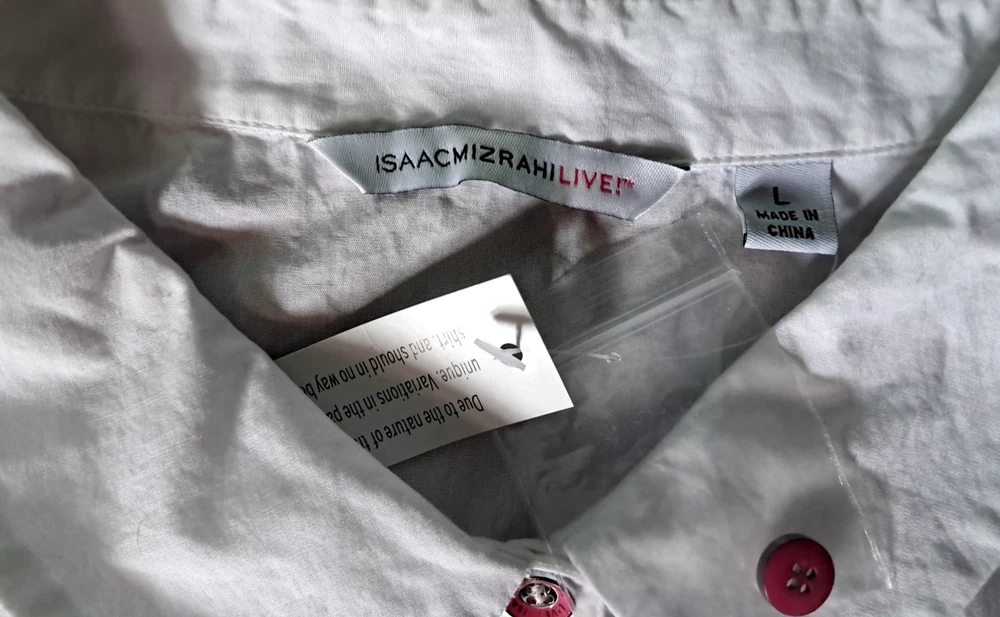 ISAACMIZRAHILIVE!™
L
MADE IN
CHINA
Due to the nature of
unique. Variations in the
shirt, and should in no way